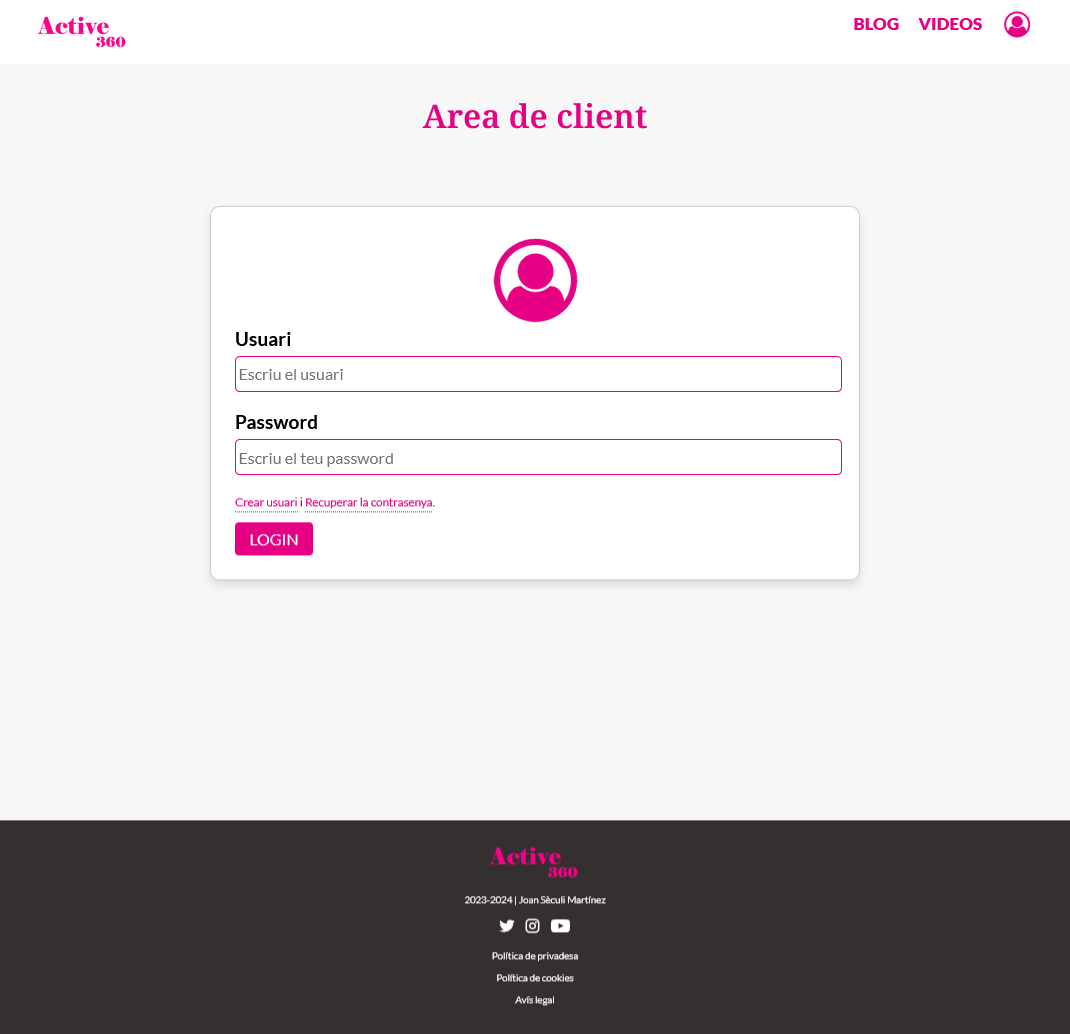 Active
360
BLOG VIDEOS
Area de client
Usuari
Escriu el usuari
Password
Escriu el teu password
Crear usuari i Recuperar la contrasenya.
LOGIN
Active
360
2023-2024 | Joan Sèculi Martínez
Política de privadesa
Política de cookies
Avís legal